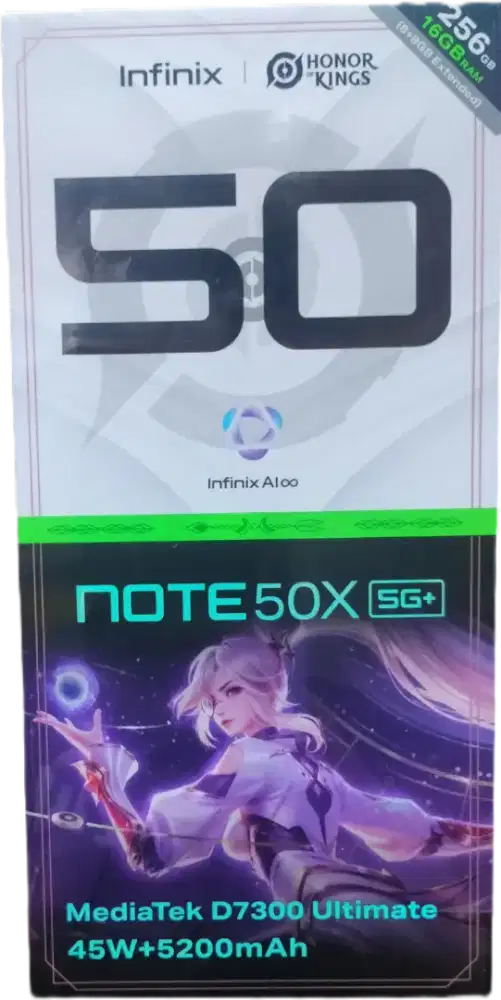 Infinix | HONOR OF KINGS
256GB
16GB RAM
(8+8GB Extended)
50
Infinix AI∞
NOTE 50X 5G+
MediaTek D7300 Ultimate
45W+5200mAh